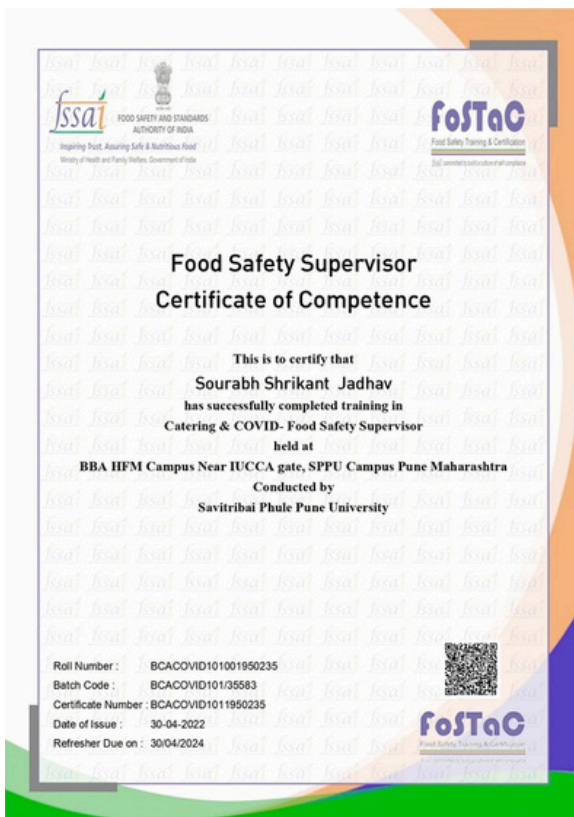 fssai
FOOD SAFETY AND STANDARDS
AUTHORITY OF INDIA
Inspiring Trust, Assuring Safe & Nutritious Food
Ministry of Health and Family Welfare, Government of India
FoSTaC
Food Safety Training & Certification
Food Safety Supervisor
Certificate of Competence
This is to certify that
Sourabh Shrikant Jadhav
has successfully completed training in
Catering & COVID- Food Safety Supervisor
held at
BBA HFM Campus Near IUCCA gate, SPPU Campus Pune Maharashtra
Conducted by
Savitribai Phule Pune University
Roll Number : BCACOVID101001950235
Batch Code : BCACOVID101/35583
Certificate Number : BCACOVID1011950235
Date of Issue : 30-04-2022
Refresher Due on : 30/04/2024
FoSTaC
Food Safety Training & Certification